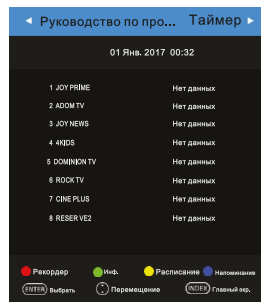 Руководство по про... Таймер
01 Янв. 2017 00:32
1 JOY PRIME Нет данных
2 ADOM TV Нет данных
3 JOY NEWS Нет данных
4 4KIDS Нет данных
5 DOMINION TV Нет данных
6 ROCK TV Нет данных
7 CINE PLUS Нет данных
8 RESER VE2 Нет данных
Рекордер Инф. Расписание Напоминание
ENTER Выбрать Перемещение INDEX Главный экр.